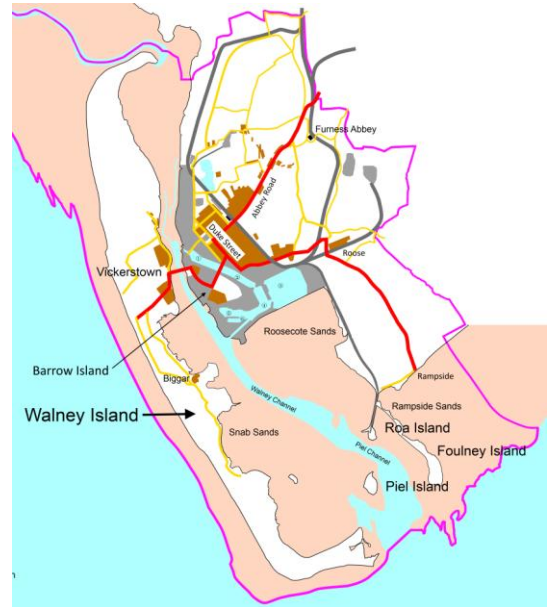 Furness Abbey
Abbey Road
Duke Street
Roose
Vickerstown
Roosecote Sands
Barrow Island
Rampside
Biggar
Walney Channel
Rampside Sands
Walney Island
Snab Sands
Roa Island
Foulney Island
Piel Channel
Piel Island